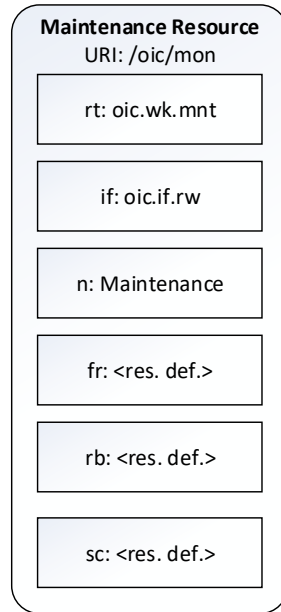 Maintenance Resource
URI: /oic/mon
rt: oic.wk.mnt
if: oic.if.rw
n: Maintenance
fr: <res. def.>
rb: <res. def.>
sc: <res. def.>